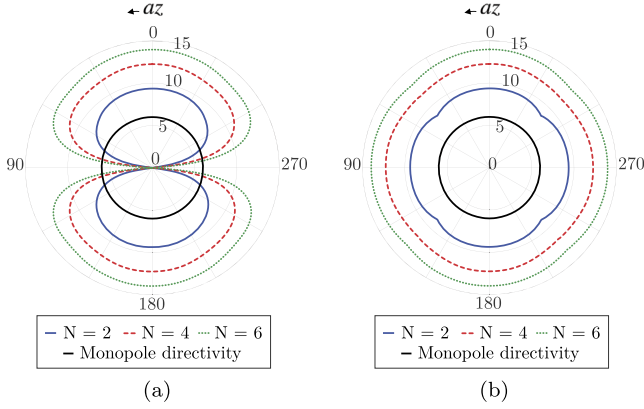 ← az
0
15
10
5
0
90
270
180
N = 2 N = 4 N = 6
Monopole directivity
(a)
← az
0
15
10
5
0
90
270
180
N = 2 N = 4 N = 6
Monopole directivity
(b)